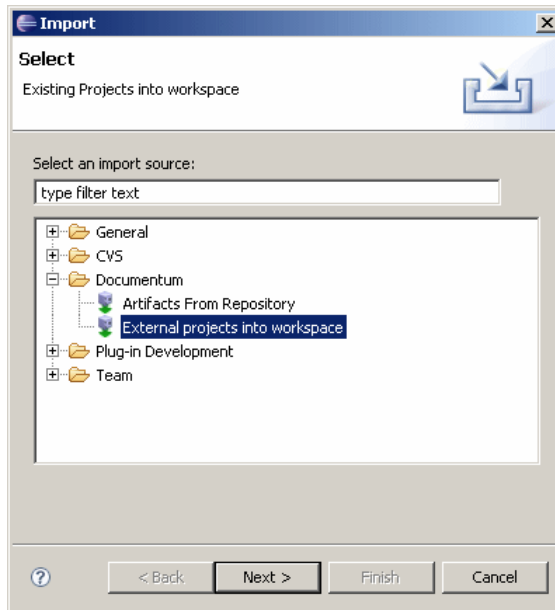 Import
Select
Existing Projects into workspace
Select an import source:
type filter text
General
CVS
Documentum
Artifacts From Repository
External projects into workspace
Plug-in Development
Team
? < Back Next > Finish Cancel